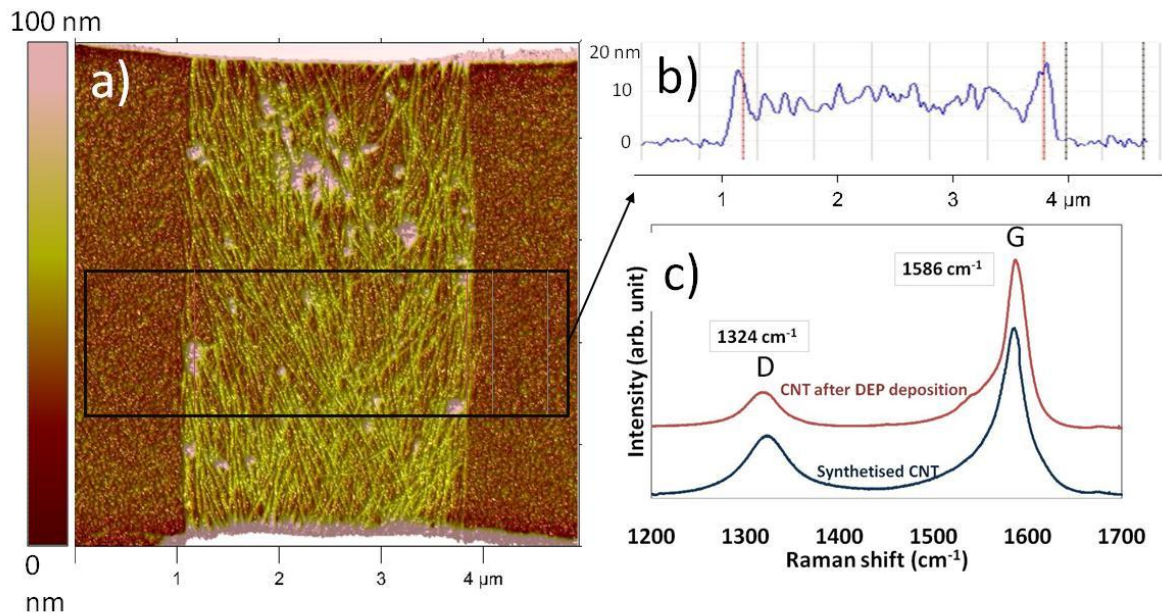 100 nm
a)
0
nm
1 2 3 4 µm
b)
20 nm
10
0
1 2 3 4 µm
c)
G
1586 cm⁻¹
1324 cm⁻¹
D
CNT after DEP deposition
Synthetised CNT
Intensity (arb. unit)
1200 1300 1400 1500 1600 1700
Raman shift (cm⁻¹)